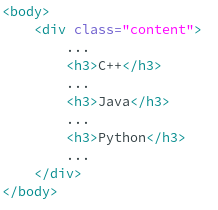 <body>
    <div class="content">
        ...
        <h3>C++</h3>
        ...
        <h3>Java</h3>
        ...
        <h3>Python</h3>
        ...
    </div>
</body>